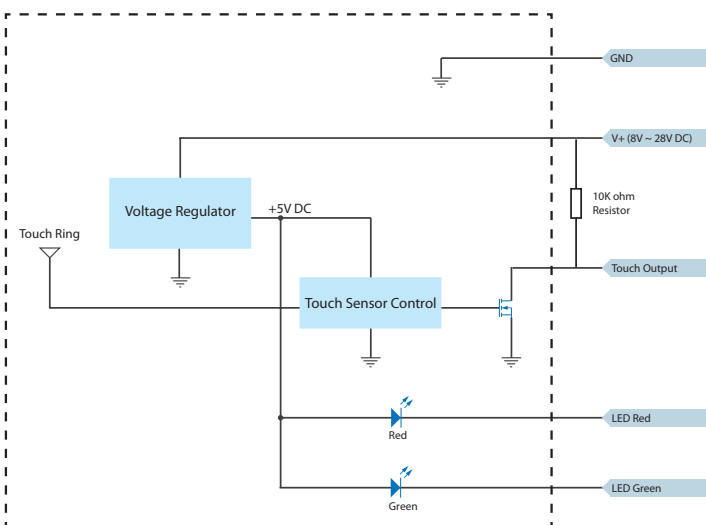 GND
V+ (8V ~ 28V DC)
Voltage Regulator
+5V DC
10K ohm
Resistor
Touch Ring
Touch Output
Touch Sensor Control
LED Red
Red
LED Green
Green